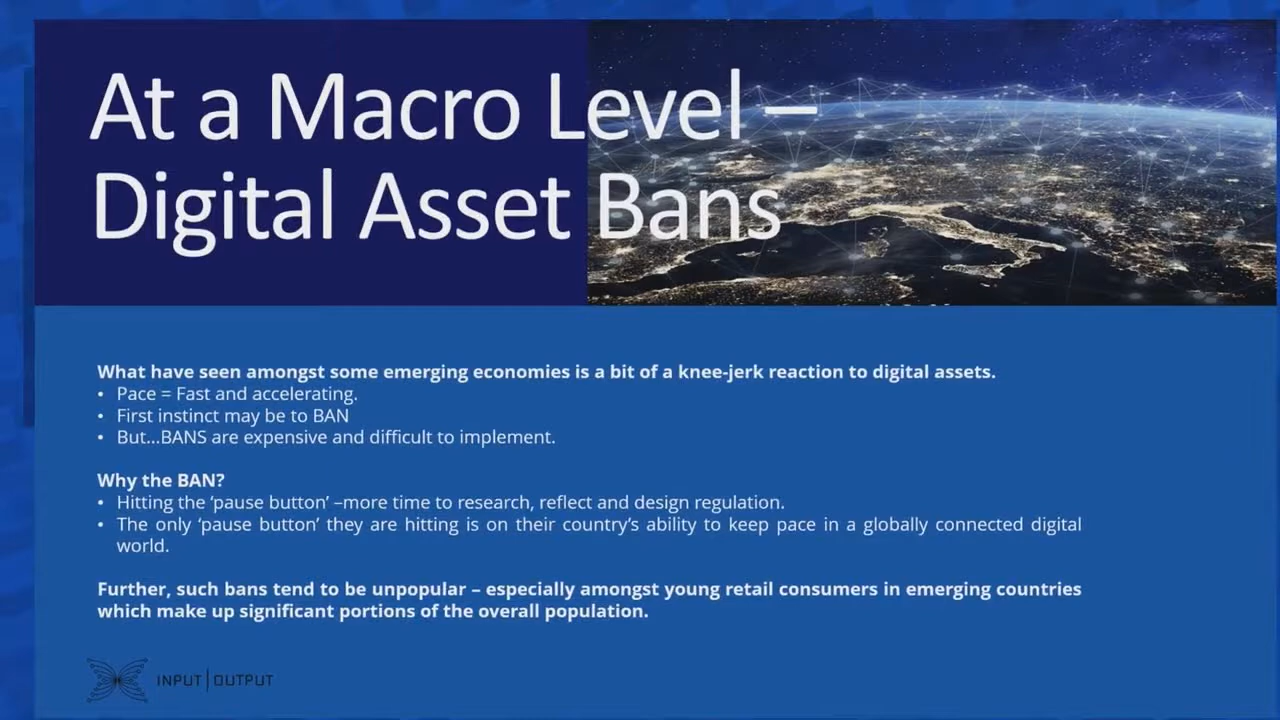 At a Macro Level –
Digital Asset Bans
What have seen amongst some emerging economies is a bit of a knee-jerk reaction to digital assets.
• Pace = Fast and accelerating.
• First instinct may be to BAN
• But...BANS are expensive and difficult to implement.
Why the BAN?
• Hitting the ‘pause button’ –more time to research, reflect and design regulation.
• The only ‘pause button’ they are hitting is on their country’s ability to keep pace in a globally connected digital
world.
Further, such bans tend to be unpopular – especially amongst young retail consumers in emerging countries
which make up significant portions of the overall population.
INPUT | OUTPUT